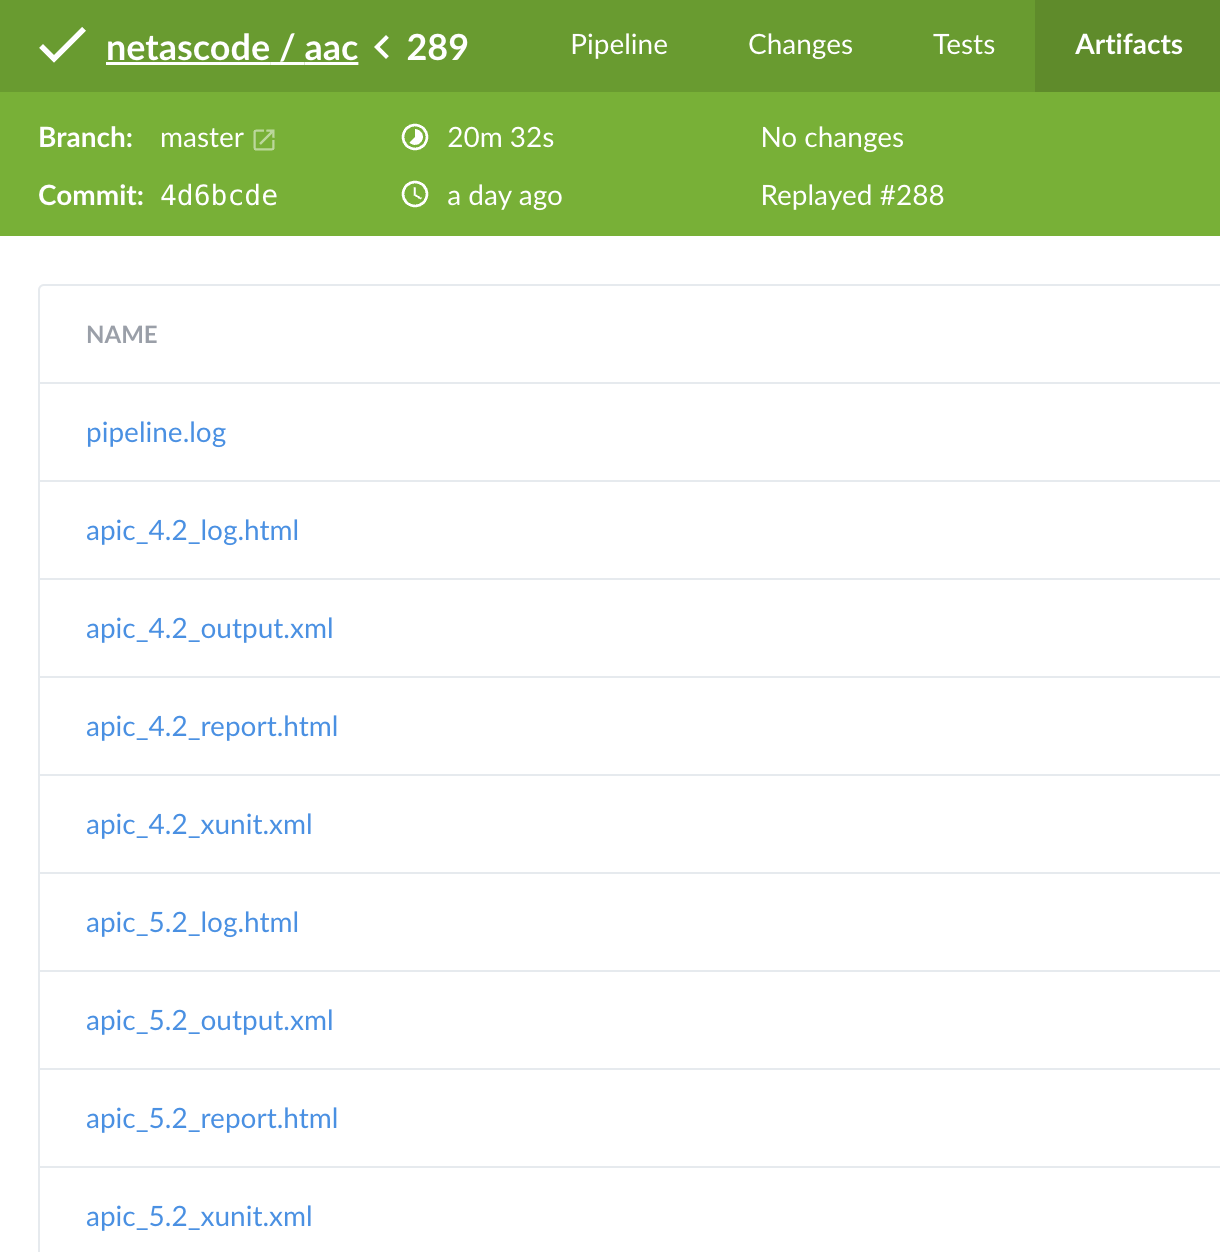 netascode / aac < 289 Pipeline Changes Tests Artifacts
Branch: master 20m 32s No changes
Commit: 4d6bcde a day ago Replayed #288
NAME
pipeline.log
apic_4.2_log.html
apic_4.2_output.xml
apic_4.2_report.html
apic_4.2_xunit.xml
apic_5.2_log.html
apic_5.2_output.xml
apic_5.2_report.html
apic_5.2_xunit.xml